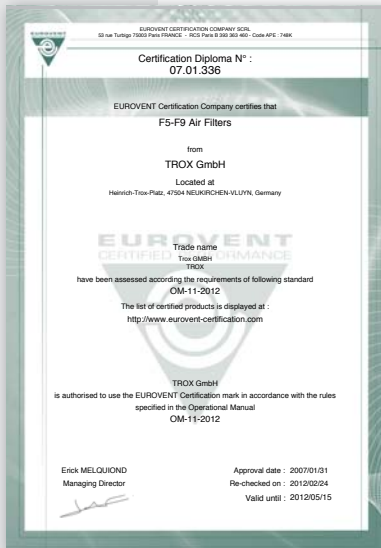 EUROVENT CERTIFICATION COMPANY SCRL
53 rue Turbigo 75003 Paris FRANCE - RCS Paris B 393 363 460 - Code APE : 748K
Certification Diploma N° :
07.01.336
EUROVENT Certification Company certifies that
F5-F9 Air Filters
from
TROX GmbH
Located at
Heinrich-Trox-Platz, 47504 NEUKIRCHEN-VLUYN, Germany
EUROVENT
CERTIFIED PERFORMANCE
Trade name
Trox GMBH
TROX
have been assessed according the requirements of following standard
OM-11-2012
The list of certified products is displayed at :
http://www.eurovent-certification.com
TROX GmbH
is authorised to use the EUROVENT Certification mark in accordance with the rules
specified in the Operational Manual
OM-11-2012
Erick MELQUIOND
Managing Director
Approval date : 2007/01/31
Re-checked on : 2012/02/24
Valid until : 2012/05/15